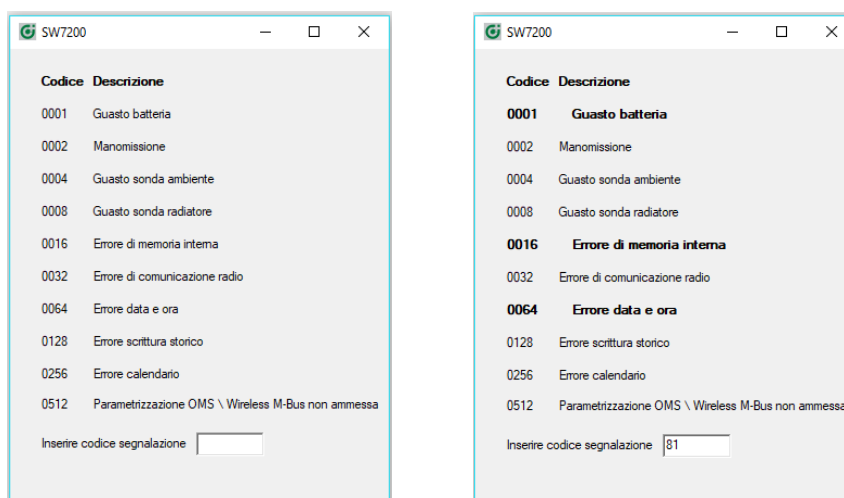 SW7200
Codice Descrizione
0001 Guasto batteria
0002 Manomissione
0004 Guasto sonda ambiente
0008 Guasto sonda radiatore
0016 Errore di memoria interna
0032 Errore di comunicazione radio
0064 Errore data e ora
0128 Errore scrittura storico
0256 Errore calendario
0512 Parametrizzazione OMS \ Wireless M-Bus non ammessa
Inserire codice segnalazione
SW7200
Codice Descrizione
0001 Guasto batteria
0002 Manomissione
0004 Guasto sonda ambiente
0008 Guasto sonda radiatore
0016 Errore di memoria interna
0032 Errore di comunicazione radio
0064 Errore data e ora
0128 Errore scrittura storico
0256 Errore calendario
0512 Parametrizzazione OMS \ Wireless M-Bus non ammessa
Inserire codice segnalazione 81